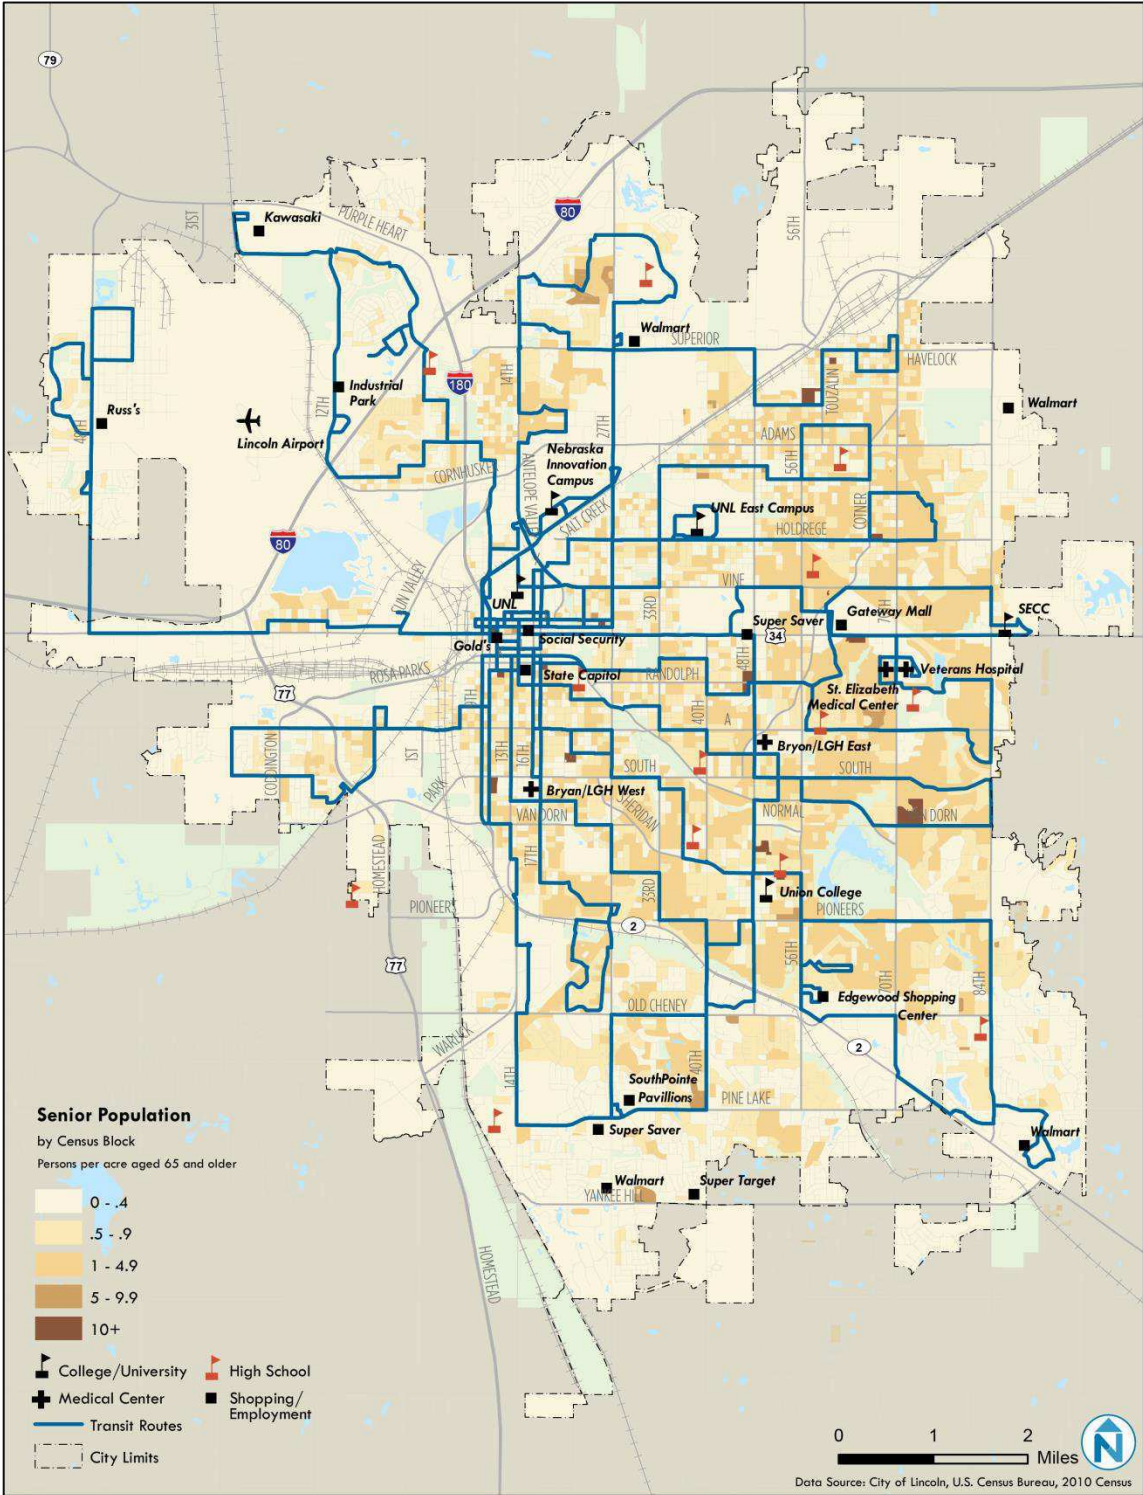 79
Kawasaki
31ST
PURPLE HEART
80
56TH
Walmart
SUPERIOR
HAVELOCK
14TH
180
Industrial
Park
TOUZALIN
Walmart
Russ's
48TH
12TH
27TH
Lincoln Airport
ADAMS
Nebraska
Innovation
Campus
ANTELOPE VALLEY
56TH
CORNHUSKER
SALT CREEK
UNL East Campus
COTNER
HOLDREGE
80
SUN VALLEY
VINE
UNL
33RD
Gateway Mall
70TH
SECC
Super Saver
34
Gold's
Social Security
ROSA PARKS
State Capitol
RANDOLPH
48TH
Veterans Hospital
77
9TH
St. Elizabeth
Medical Center
40TH
A
CODDINGTON
1ST
13TH
16TH
Bryon/LGH East
SOUTH
SOUTH
PARK
Bryan/LGH West
SHERIDAN
NORMAL
VAN DORN
N DORN
HOMESTEAD
17TH
33RD
Union College
PIONEER
PIONEERS
2
77
56TH
70TH
84TH
OLD CHENEY
Edgewood Shopping
Center
WARLICK
2
14TH
SouthPointe
Pavillions
40TH
PINE LAKE
Super Saver
Walmart
Walmart
Super Target
YANKEE HILL
HOMESTEAD
Senior Population
by Census Block
Persons per acre aged 65 and older
0 - .4
.5 - .9
1 - 4.9
5 - 9.9
10+
College/University
High School
Medical Center
Shopping/
Employment
Transit Routes
City Limits
0 1 2
Miles
N
Data Source: City of Lincoln, U.S. Census Bureau, 2010 Census